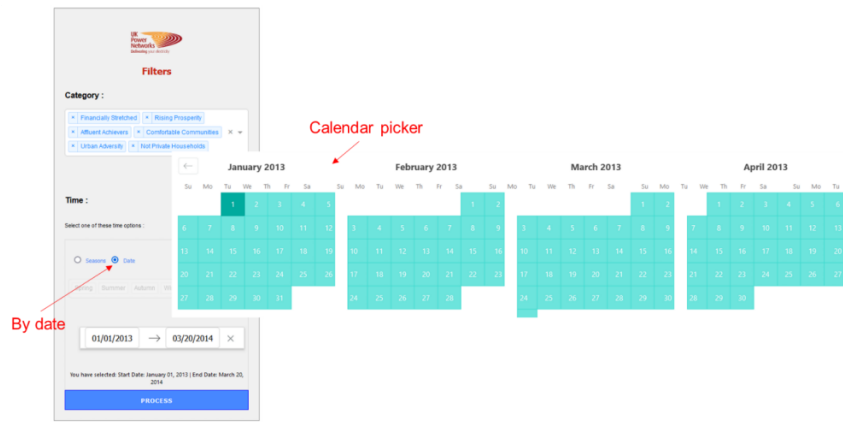 UK
Power
Networks
Delivering your electricity
Filters
Category :
× Financially Stretched × Rising Prosperity
× Affluent Achievers × Comfortable Communities ×
× Urban Adversity × Not Private Households
Calendar picker
← January 2013 February 2013 March 2013 April 2013
Su Mo Tu We Th Fr Sa Su Mo Tu We Th Fr Sa Su Mo Tu We Th Fr Sa Su Mo Tu We Th Fr Sa Su Mo Tu
1 2 3 4 5 1 2 1 2 1 2 3 4 5 6
6 7 8 9 10 11 12 3 4 5 6 7 8 9 3 4 5 6 7 8 9 7 8 9 10 11 12 13
13 14 15 16 17 18 19 10 11 12 13 14 15 16 10 11 12 13 14 15 16 14 15 16 17 18 19 20
20 21 22 23 24 25 26 17 18 19 20 21 22 23 17 18 19 20 21 22 23 21 22 23 24 25 26 27
27 28 29 30 31 24 25 26 27 28 24 25 26 27 28 29 30 28 29 30
Time :
Select one of these time options :
Seasons Date
Spring Summer Autumn
By date
01/01/2013 → 03/20/2014 ×
You have selected: Start Date: January 01, 2013 | End Date: March 20,
2014
PROCESS